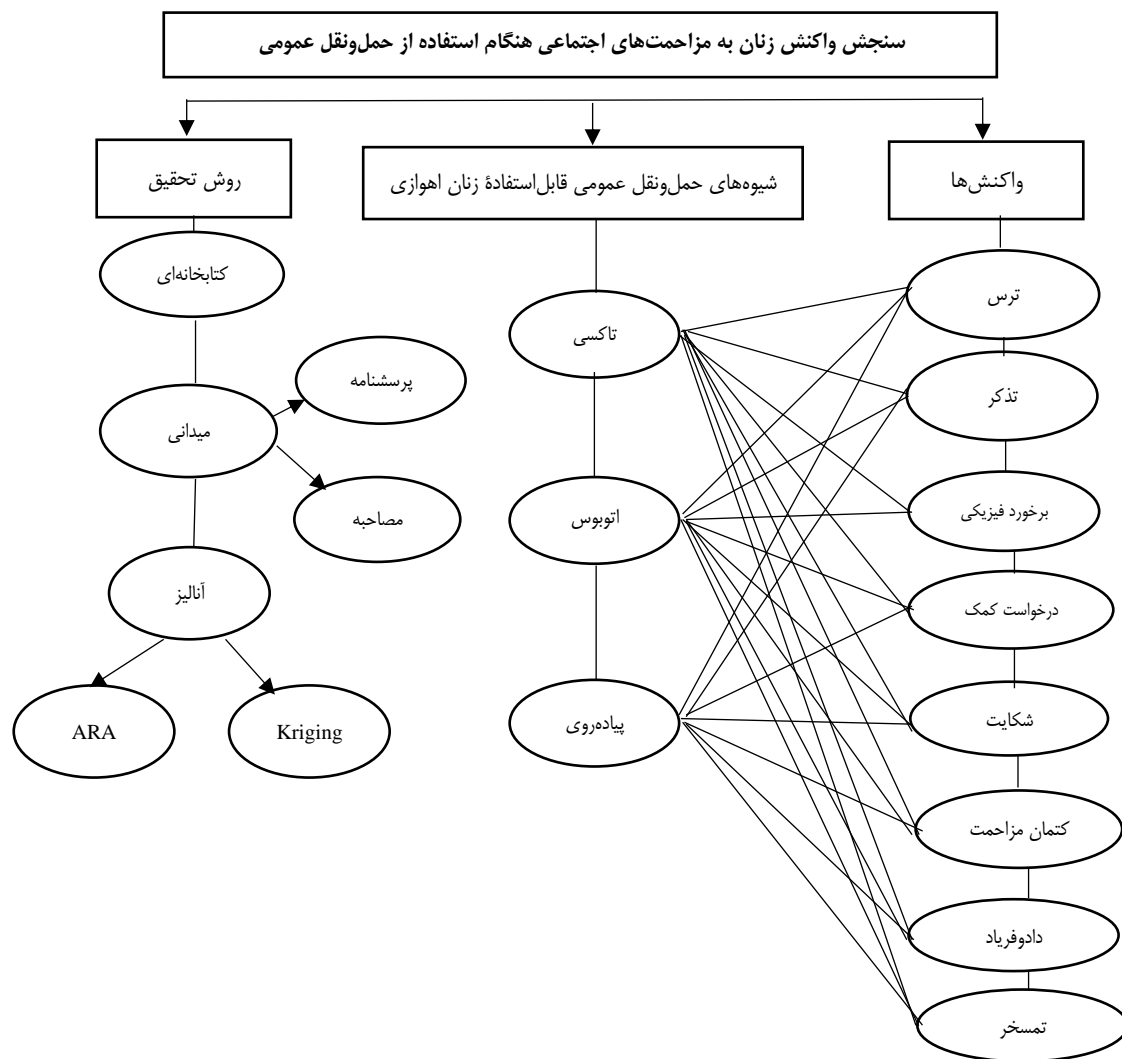 سنجش واکنش زنان به مزاحمت‌های اجتماعی هنگام استفاده از حمل‌ونقل عمومی
واکنش‌ها
ترس
تذکر
برخورد فیزیکی
درخواست کمک
شکایت
کتمان مزاحمت
دادوفریاد
تمسخر
شیوه‌های حمل‌ونقل عمومی قابل‌استفادۀ زنان اهوازی
تاکسی
اتوبوس
پیاده‌روی
روش تحقیق
کتابخانه‌ای
میدانی
پرسشنامه
مصاحبه
آنالیز
Kriging
ARA